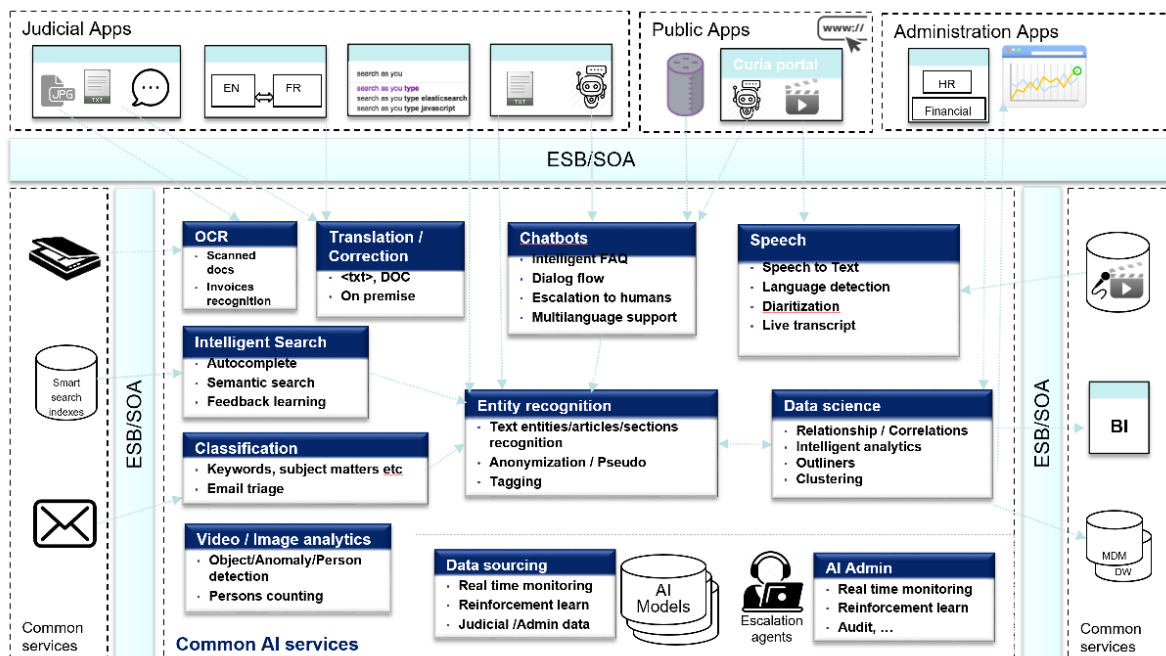 Judicial Apps
JPG
TXT
EN
FR
search as you
search as you type
search as you type elasticsearch
search as you type javascript
TXT
Public Apps
www://
Curia portal
Administration Apps
HR
Financial
ESB/SOA
Smart
search
indexes
Common
services
ESB/SOA
OCR
Scanned
docs
Invoices
recognition
Translation /
Correction
<txt>, DOC
On premise
Chatbots
Intelligent FAQ
Dialog flow
Escalation to humans
Multilanguage support
Speech
Speech to Text
Language detection
Diaritization
Live transcript
Intelligent Search
Autocomplete
Semantic search
Feedback learning
Classification
Keywords, subject matters etc
Email triage
Entity recognition
Text entities/articles/sections
recognition
Anonymization / Pseudo
Tagging
Data science
Relationship / Correlations
Intelligent analytics
Outliners
Clustering
Video / Image analytics
Object/Anomaly/Person
detection
Persons counting
Data sourcing
Real time monitoring
Reinforcement learn
Judicial /Admin data
AI
Models
Escalation
agents
AI Admin
Real time monitoring
Reinforcement learn
Audit, ...
Common AI services
ESB/SOA
BI
MDM
DW
Common
services